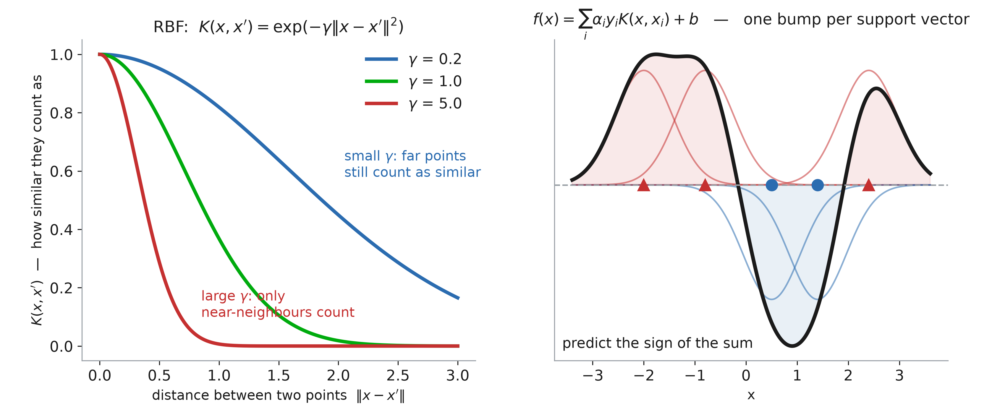 RBF: K(x, x′) = exp(−γ‖x − x′‖²)
K(x, x′) — how similar they count as
1.0
0.8
0.6
0.4
0.2
0.0
γ = 0.2
γ = 1.0
γ = 5.0
small γ: far points
still count as similar
large γ: only
near-neighbours count
0.0 0.5 1.0 1.5 2.0 2.5 3.0
distance between two points ‖x − x′‖
f(x) = ∑ᵢ αᵢyᵢK(x, xᵢ) + b — one bump per support vector
predict the sign of the sum
−3 −2 −1 0 1 2 3
x